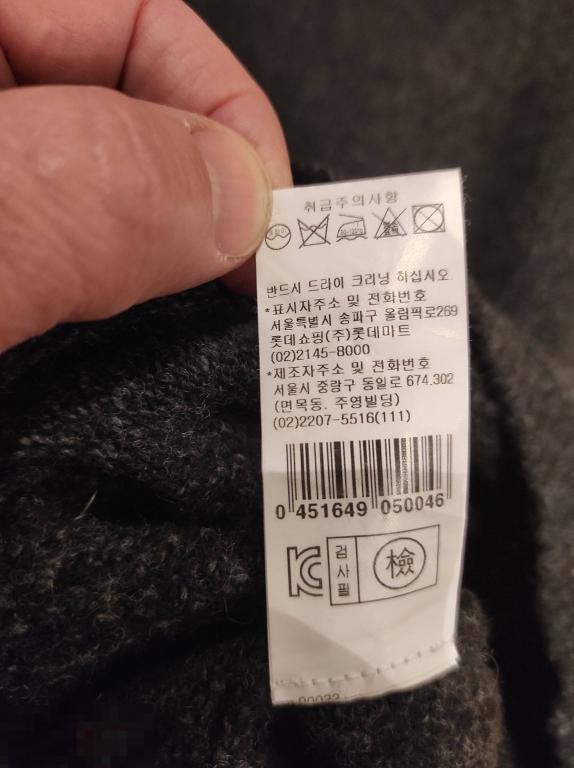 취급주의사항
반드시 드라이 크리닝 하십시오.
*표시자주소 및 전화번호
서울특별시 송파구 올림픽로269
롯데쇼핑(주)롯데마트
(02)2145-8000
*제조자주소 및 전화번호
서울시 중랑구 동일로 674.302
(면목동. 주영빌딩)
(02)2207-5516(111)
0 451649 050046
검사필 檢